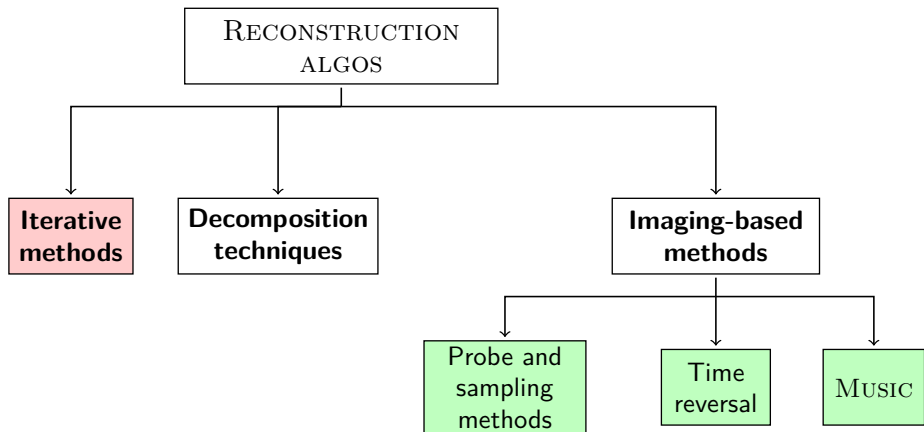 RECONSTRUCTION
ALGOS
Iterative
methods
Decomposition
techniques
Imaging-based
methods
Probe and
sampling
methods
Time
reversal
MUSIC